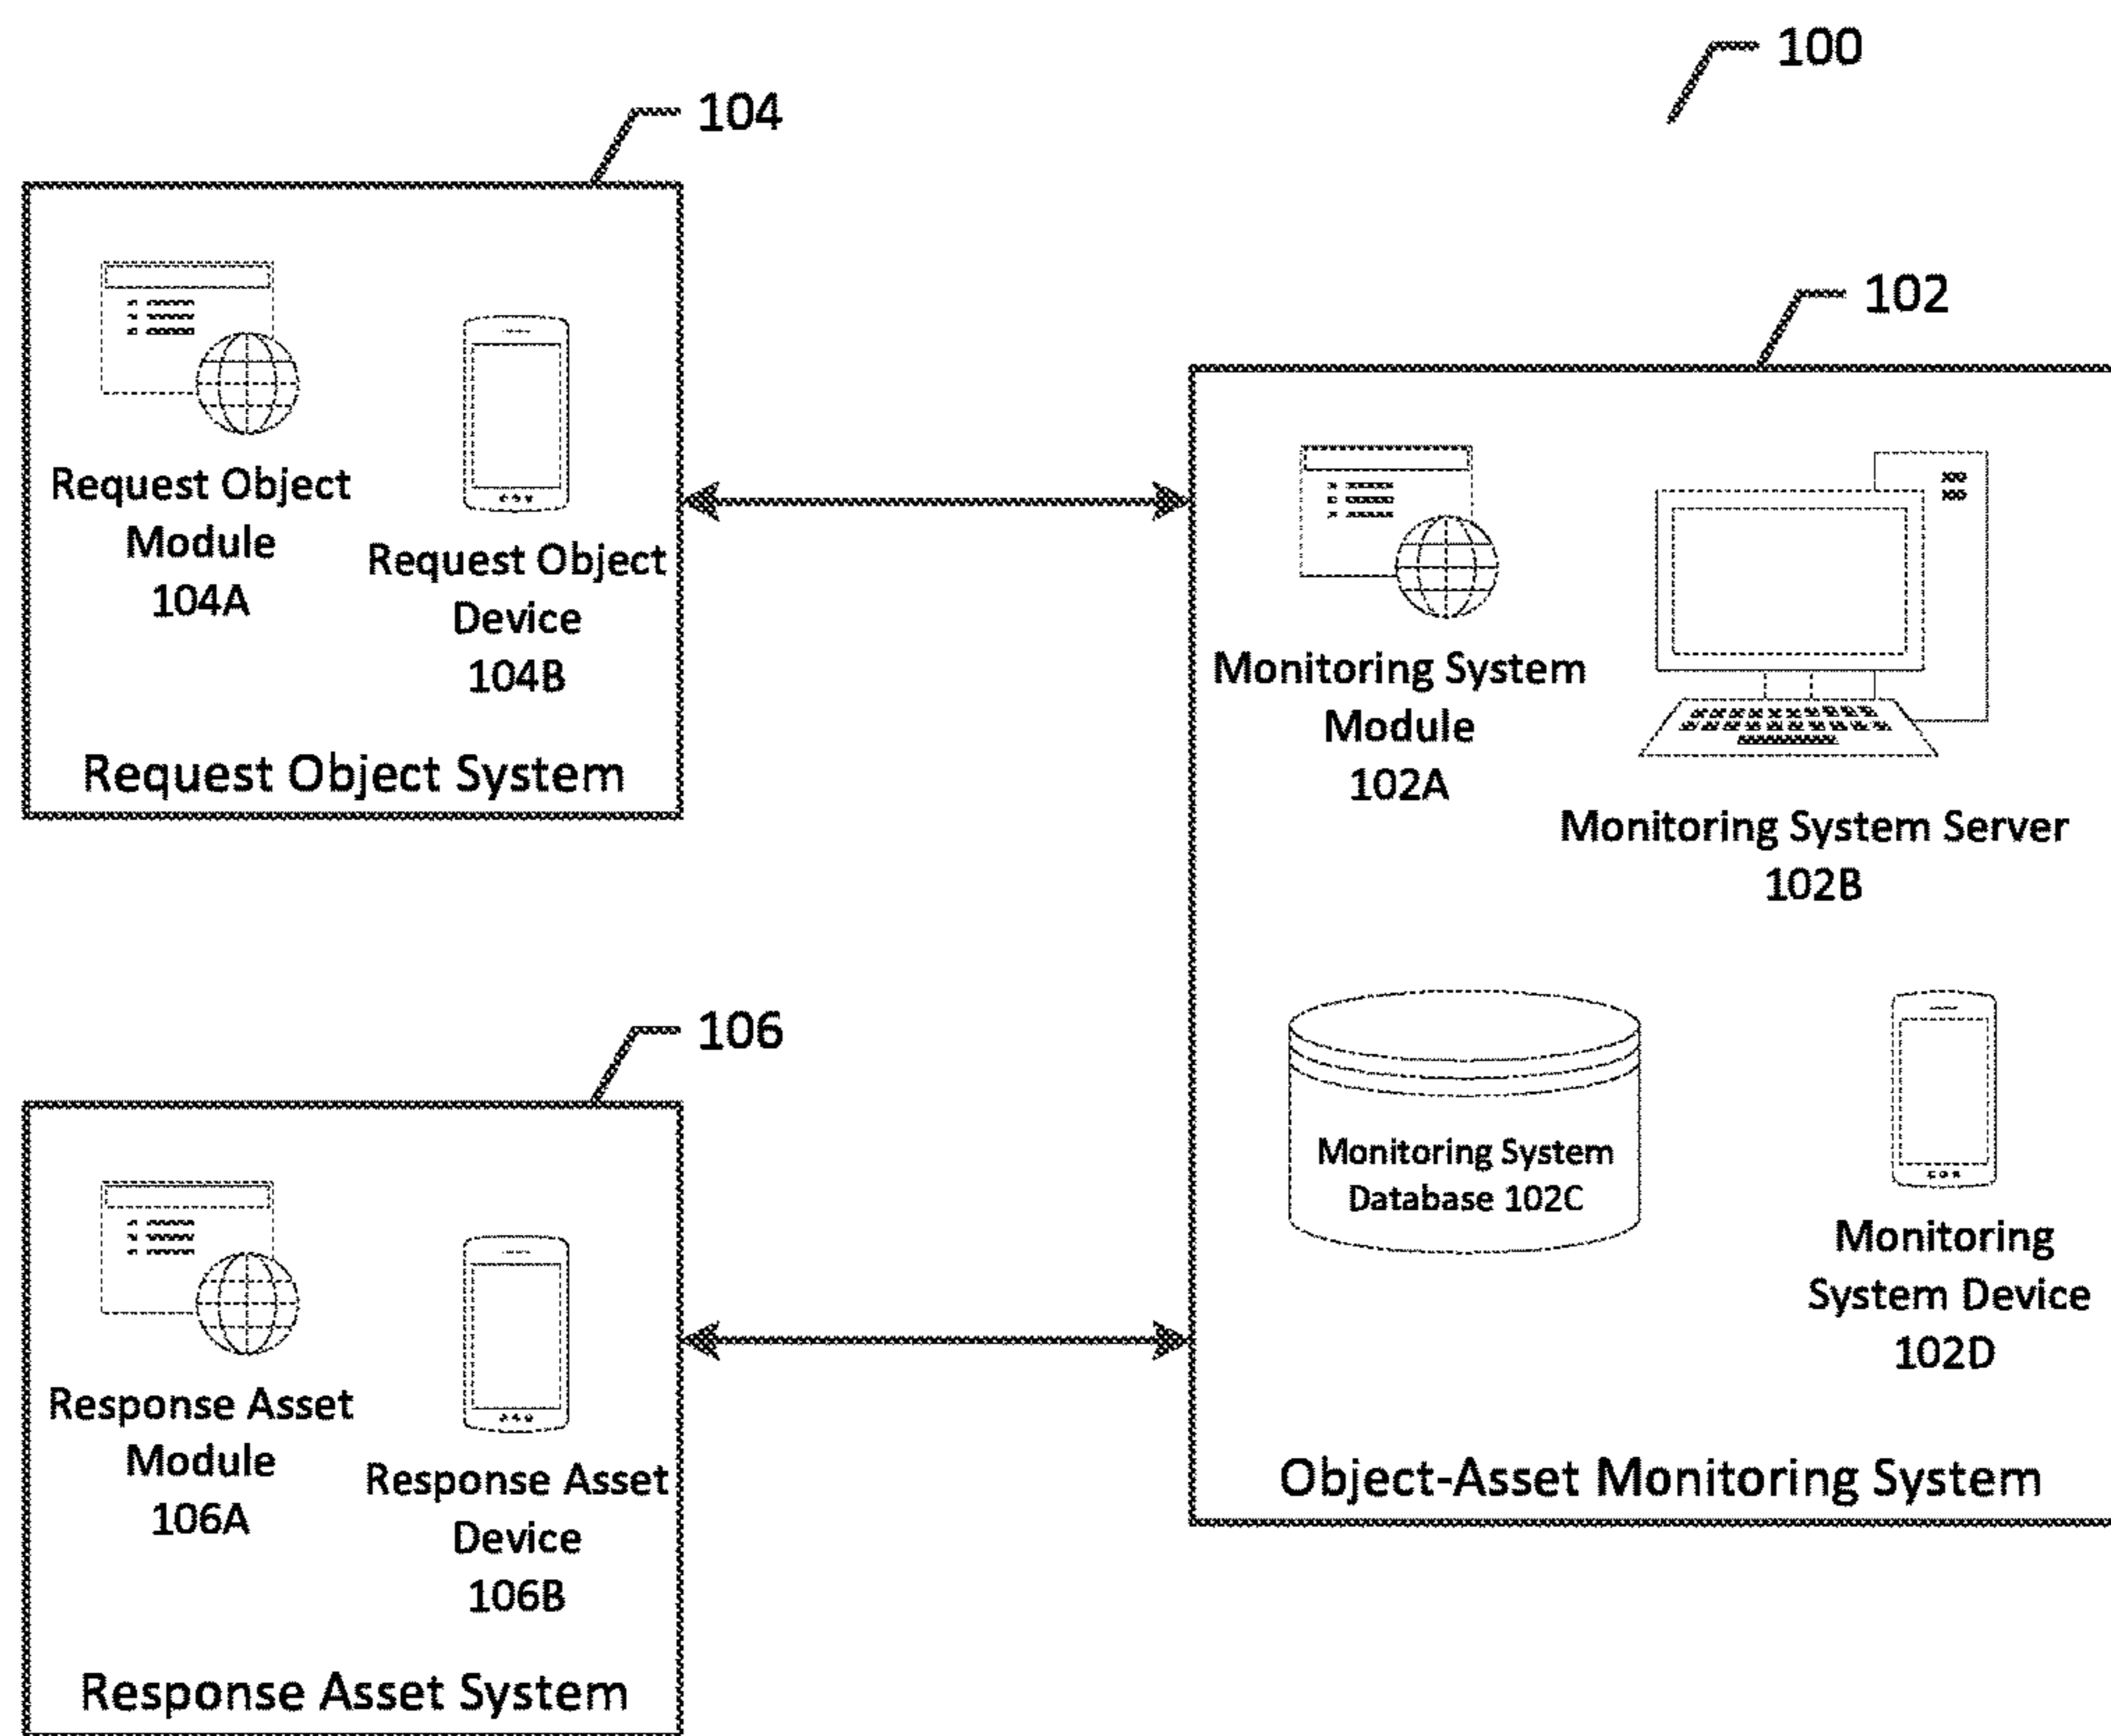 100
104
Request Object
Module
104A
Request Object
Device
104B
Request Object System
102
Monitoring System
Module
102A
Monitoring System Server
102B
Monitoring System
Database 102C
Monitoring
System Device
102D
Object-Asset Monitoring System
106
Response Asset
Module
106A
Response Asset
Device
106B
Response Asset System